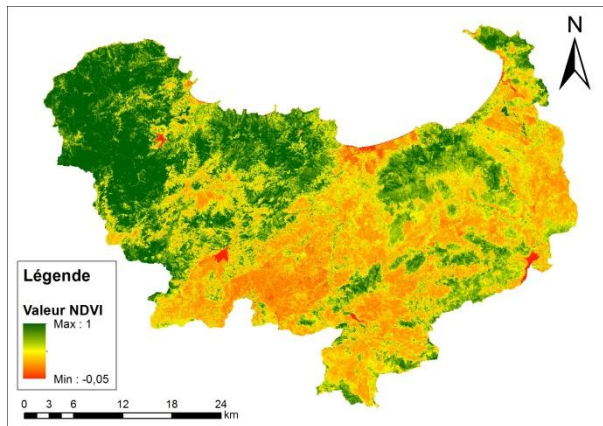 N
Légende
Valeur NDVI
Max : 1
Min : -0,05
0 3 6 12 18 24
km